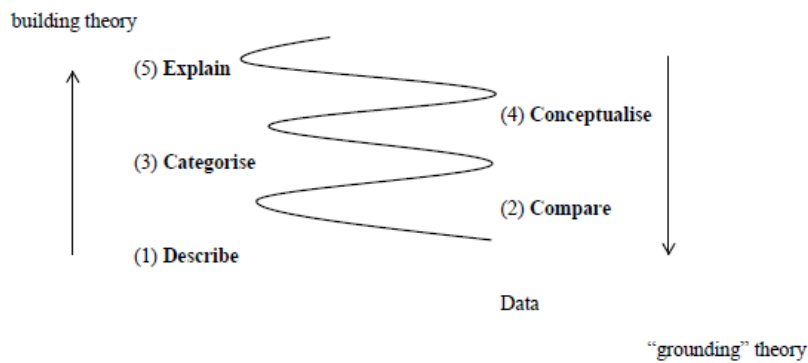 building theory
(5) Explain
(4) Conceptualise
(3) Categorise
(2) Compare
(1) Describe
Data
“grounding” theory